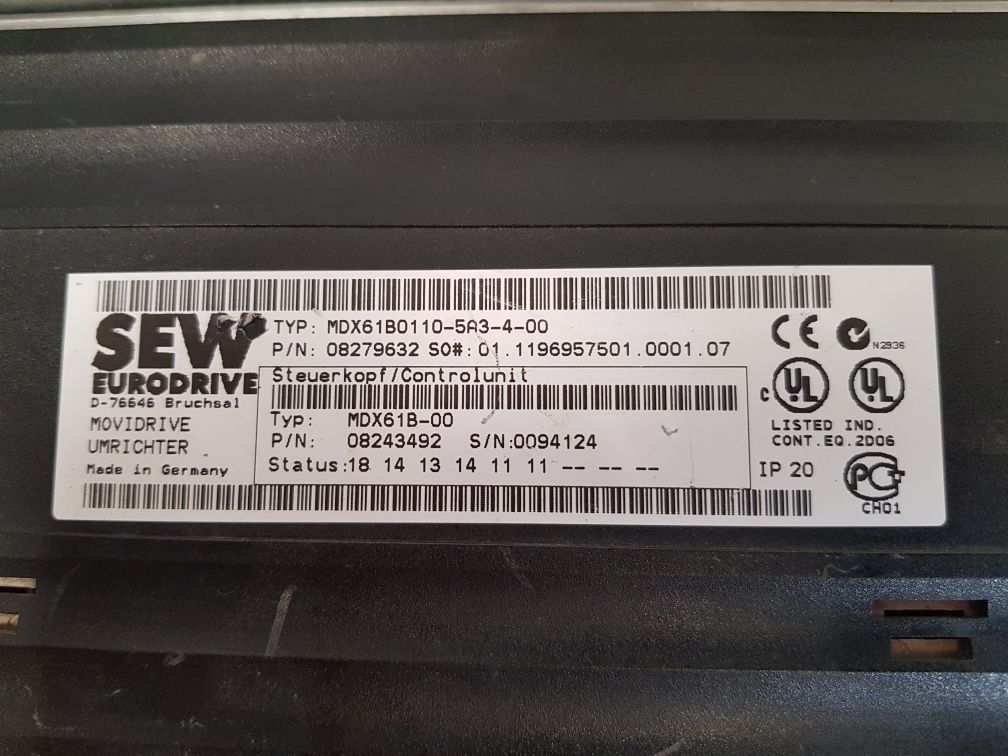 SEW
EURODRIVE
D-76646 Bruchsal
MOVIDRIVE
UMRICHTER
Made in Germany
TYP: MDX61B0110-5A3-4-00
P/N: 08279632 SO#: 01.1196957501.0001.07
Steuerkopf/Controlunit
Typ: MDX61B-00
P/N: 08243492 S/N:0094124
Status:18 14 13 14 11 11 -- -- --
CE
N2936
C UL UL
LISTED IND.
CONT.EQ.2D06
IP 20
PCT
CH01